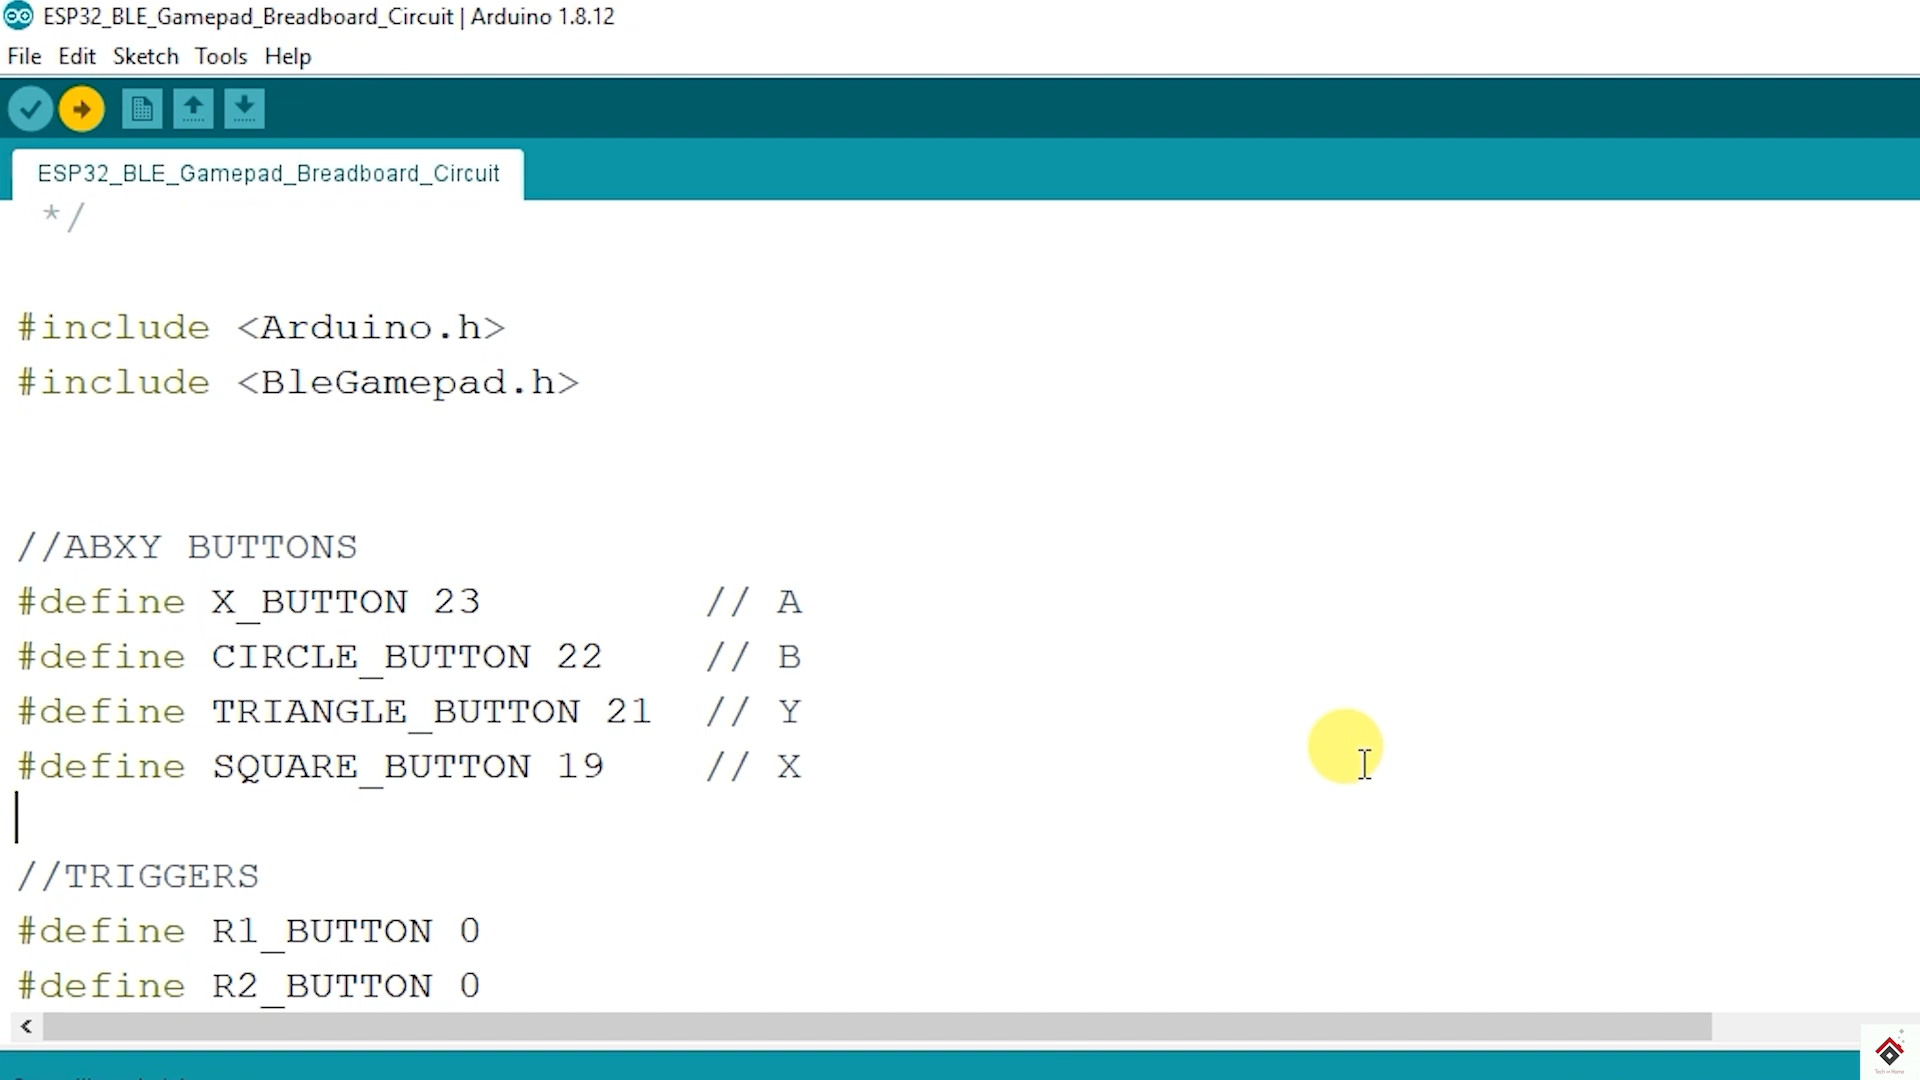 ESP32_BLE_Gamepad_Breadboard_Circuit | Arduino 1.8.12
File Edit Sketch Tools Help
ESP32_BLE_Gamepad_Breadboard_Circuit
*/
#include <Arduino.h>
#include <BleGamepad.h>
//ABXY BUTTONS
#define X_BUTTON 23 // A
#define CIRCLE_BUTTON 22 // B
#define TRIANGLE_BUTTON 21 // Y
#define SQUARE_BUTTON 19 // X
//TRIGGERS
#define R1_BUTTON 0
#define R2_BUTTON 0